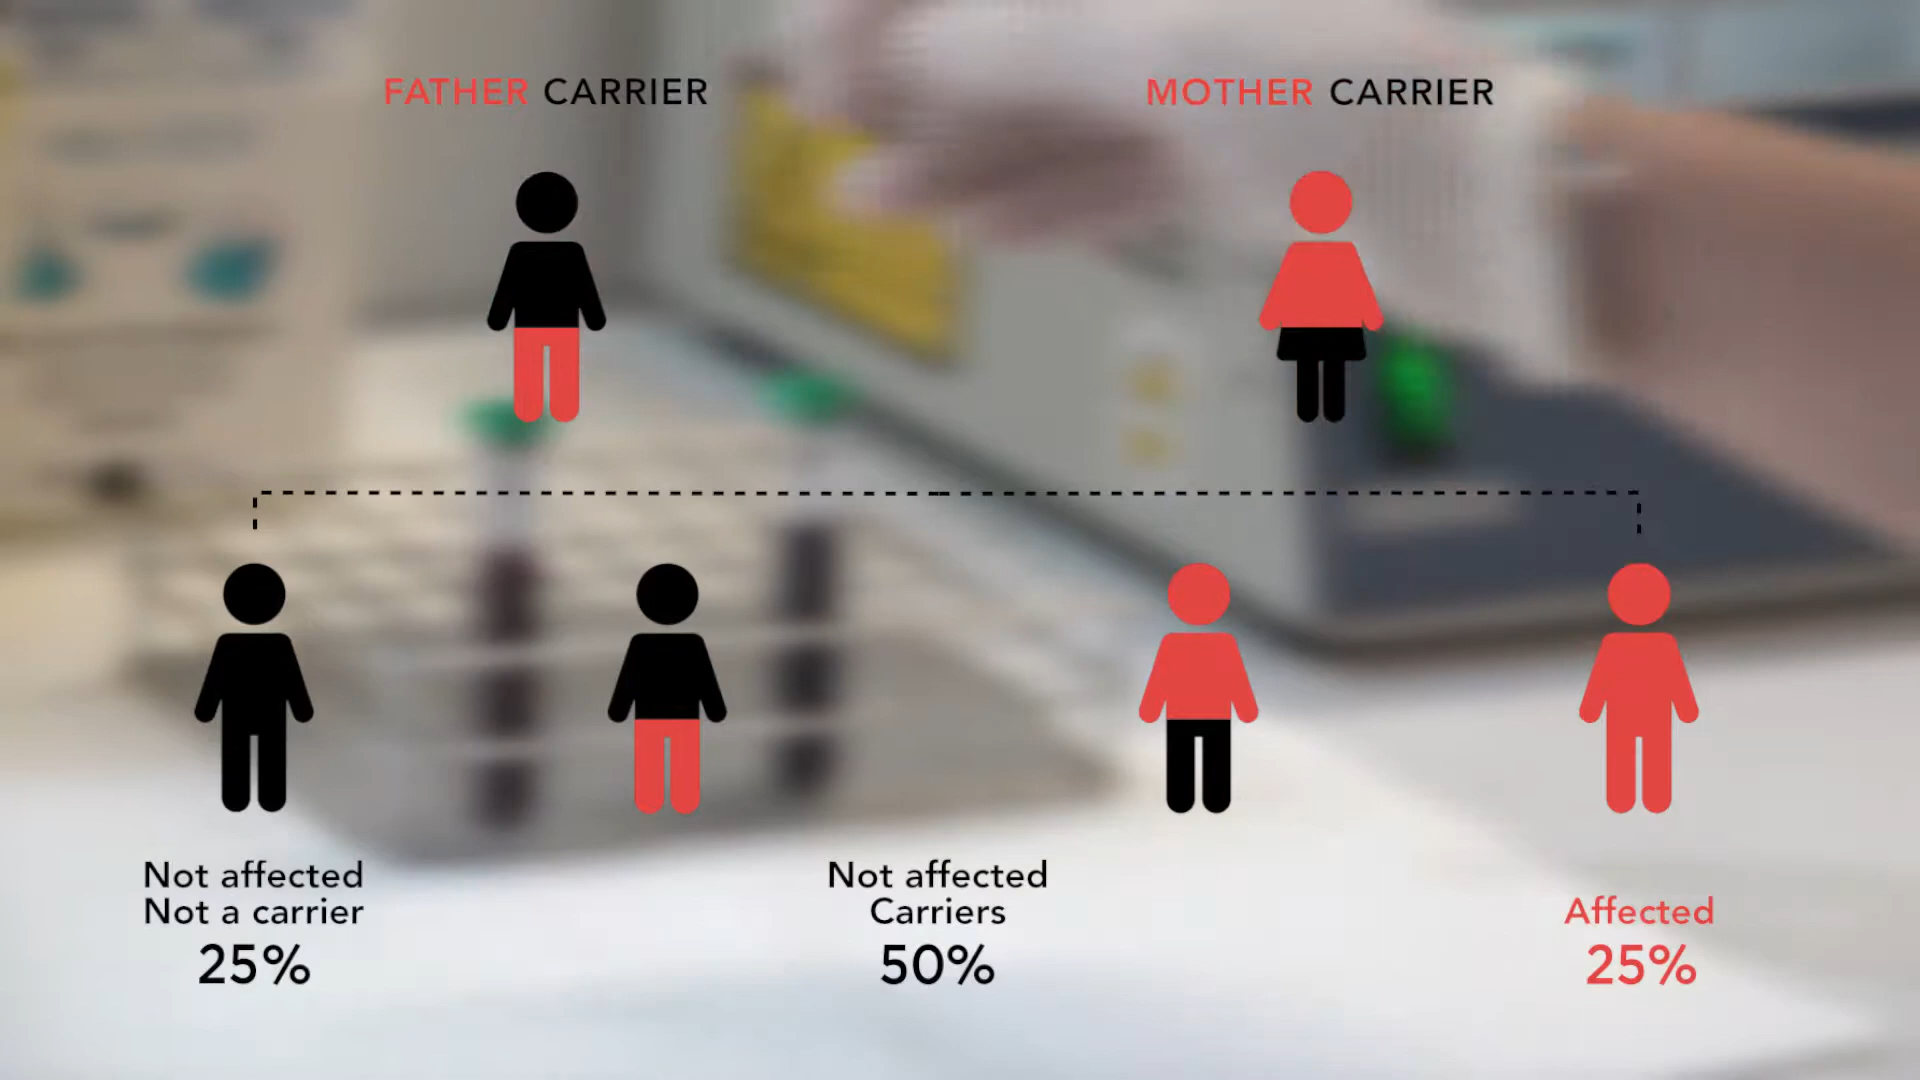 FATHER CARRIER
MOTHER CARRIER
Not affected
Not a carrier
25%
Not affected
Carriers
50%
Affected
25%